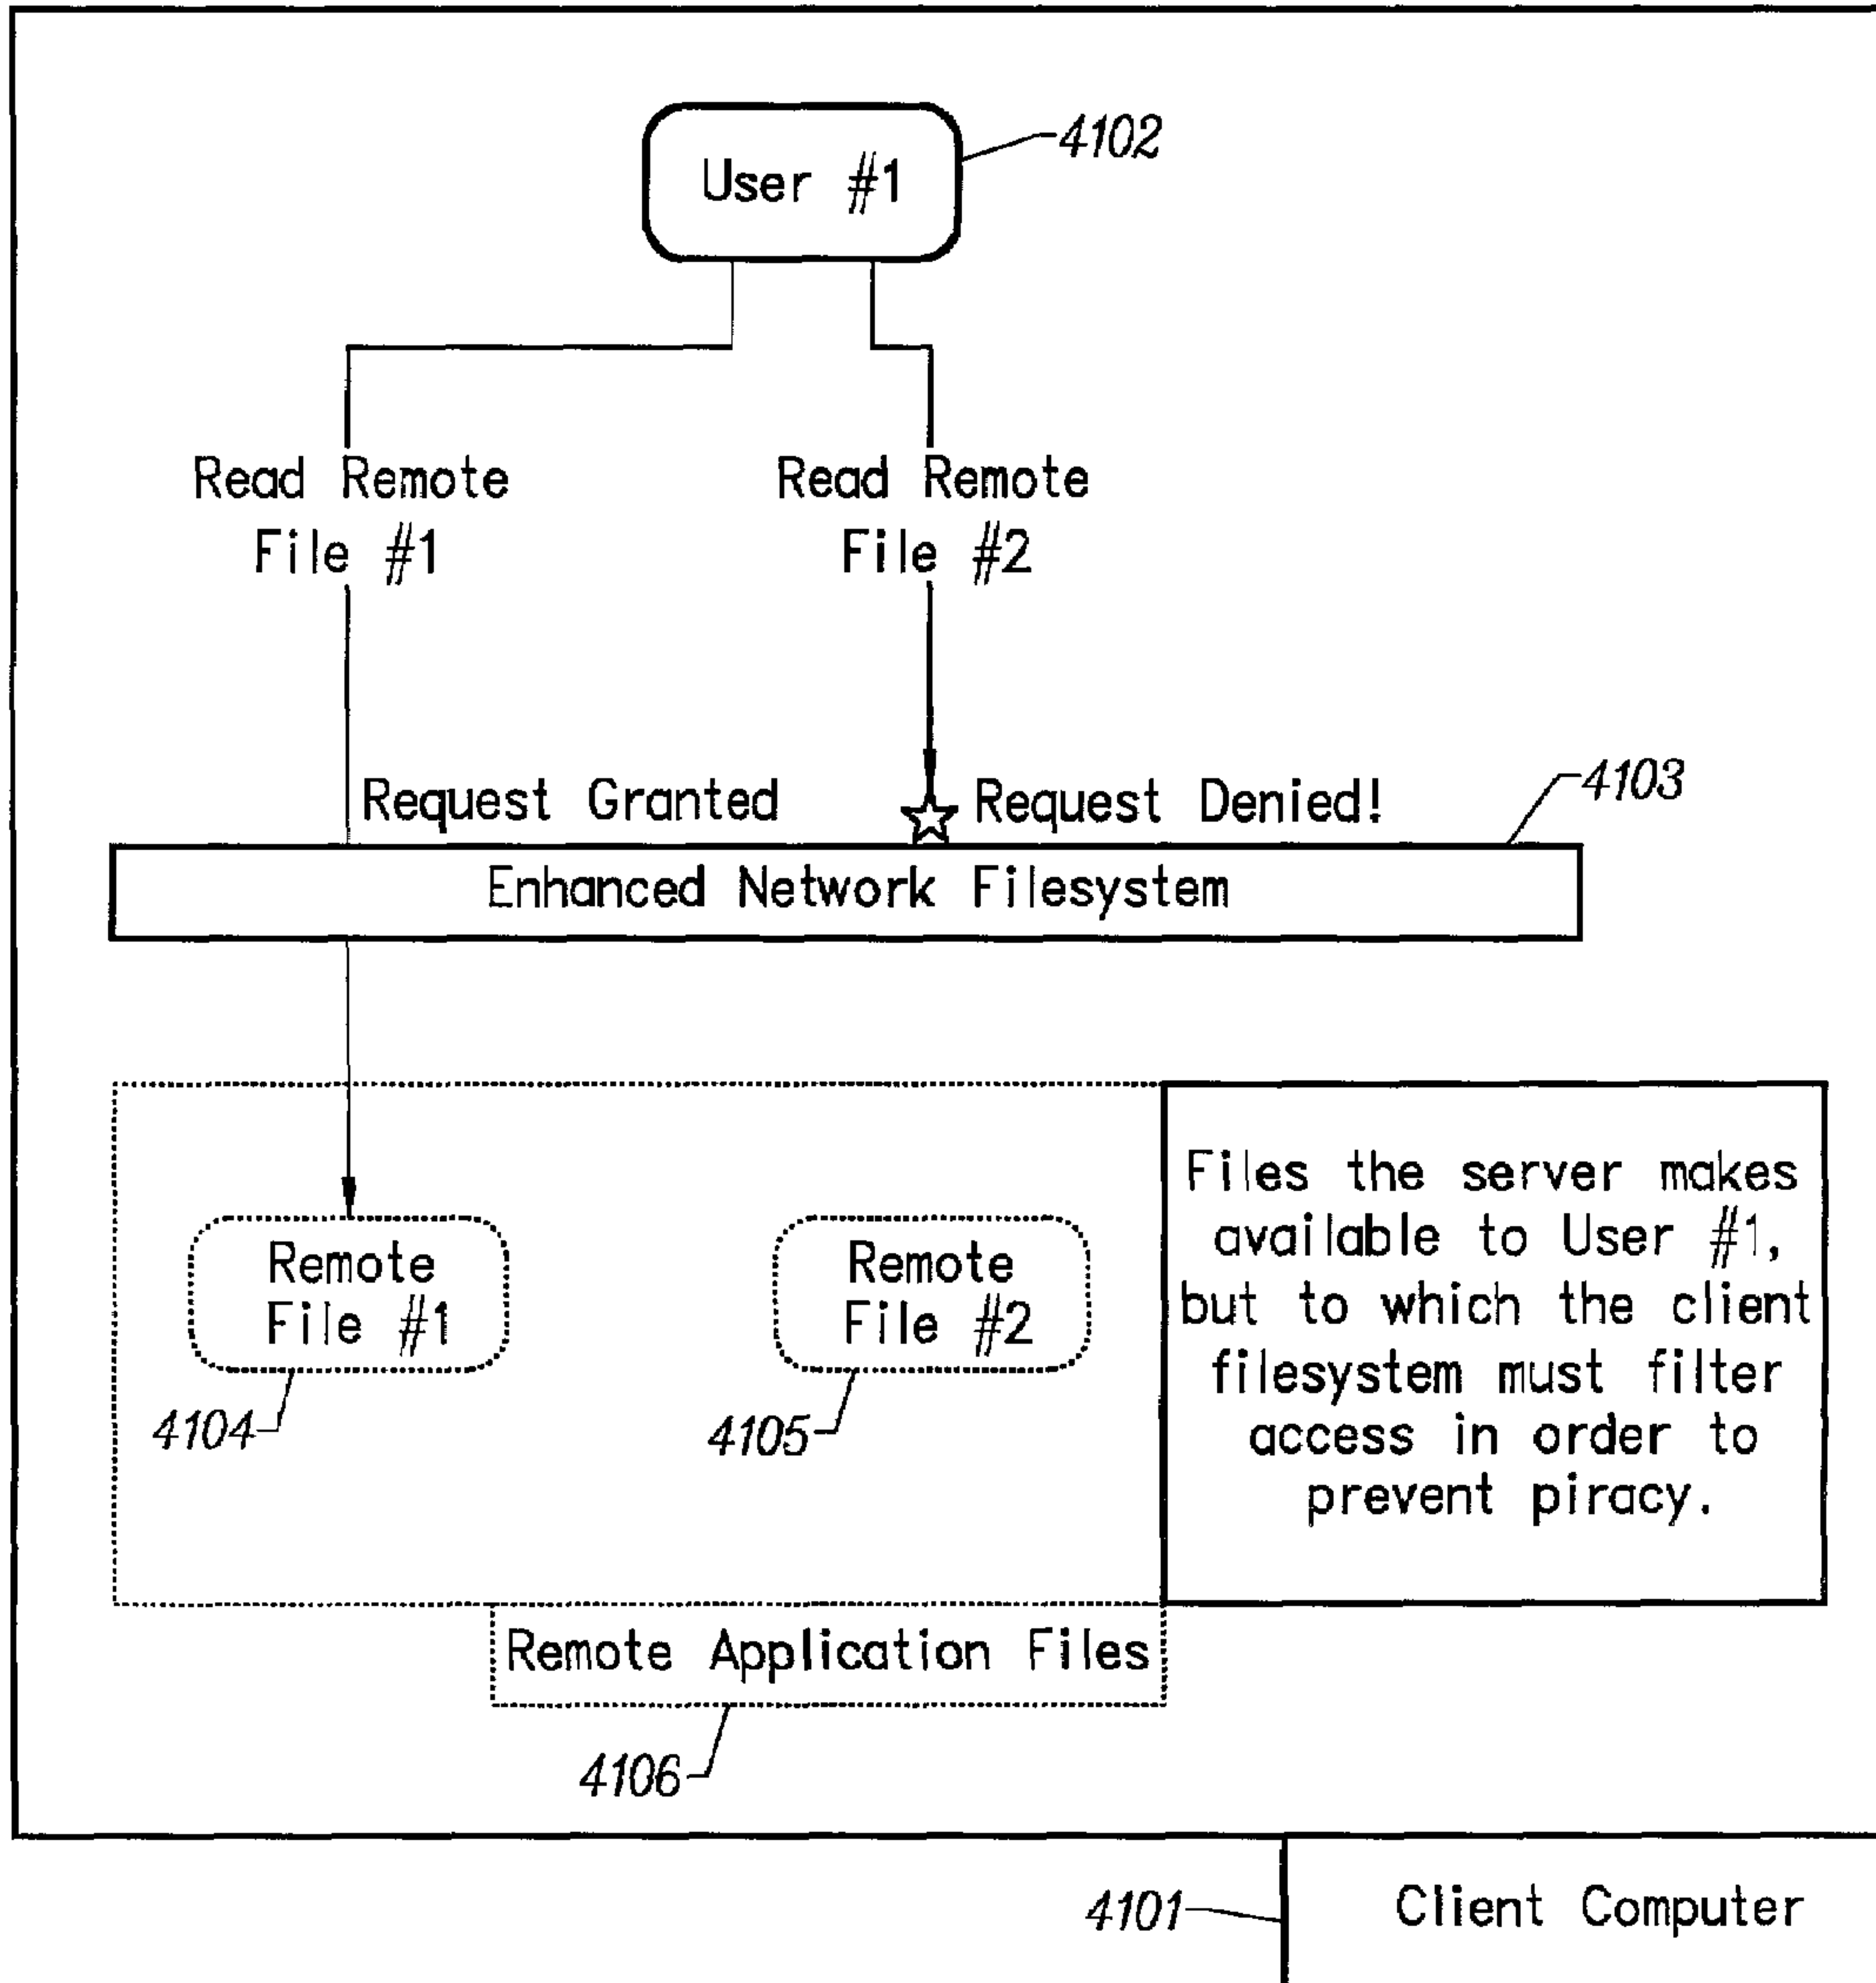 4102
User #1
Read Remote
File #1
Read Remote
File #2
Request Granted
Request Denied!
4103
Enhanced Network Filesystem
Remote
File #1
4104
Remote
File #2
4105
Files the server makes
available to User #1,
but to which the client
filesystem must filter
access in order to
prevent piracy.
Remote Application Files
4106
4101
Client Computer